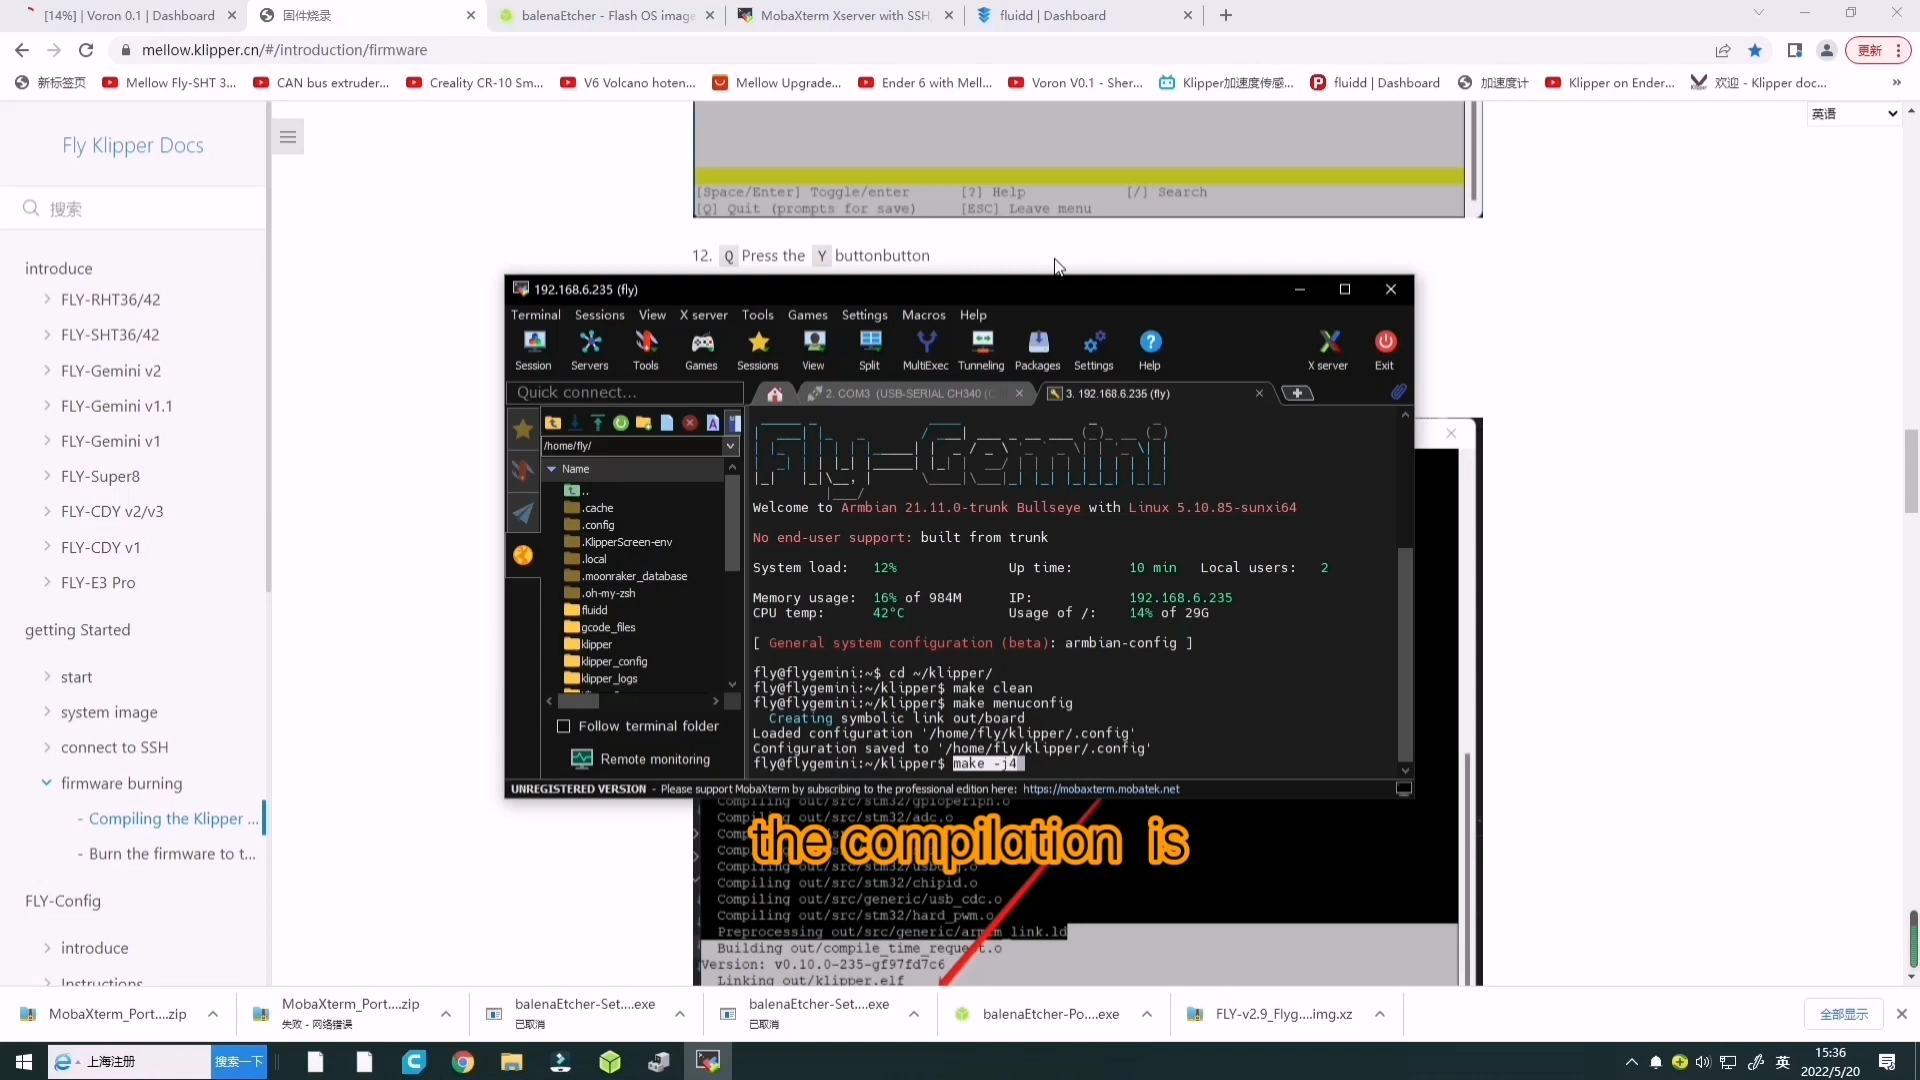 [14%] | Voron 0.1 | Dashboard
固件烧录
balenaEtcher - Flash OS image
MobaXterm Xserver with SSH,
fluidd | Dashboard
mellow.klipper.cn/#/introduction/firmware
更新
新标签页
Mellow Fly-SHT 3...
CAN bus extruder...
Creality CR-10 Sm...
V6 Volcano hoten...
Mellow Upgrade...
Ender 6 with Mell...
Voron V0.1 - Sher...
Klipper加速度传感...
fluidd | Dashboard
加速度计
Klipper on Ender...
欢迎 - Klipper doc...
»
英语
Fly Klipper Docs
搜索
introduce
FLY-RHT36/42
FLY-SHT36/42
FLY-Gemini v2
FLY-Gemini v1.1
FLY-Gemini v1
FLY-Super8
FLY-CDY v2/v3
FLY-CDY v1
FLY-E3 Pro
getting Started
start
system image
connect to SSH
firmware burning
- Compiling the Klipper ...
- Burn the firmware to t...
FLY-Config
introduce
Instructions
[Space/Enter] Toggle/enter [?] Help [/] Search
[Q] Quit (prompts for save) [ESC] Leave menu
12. Q Press the Y buttonbutton
192.168.6.235 (fly)
Terminal Sessions View X server Tools Games Settings Macros Help
Session Servers Tools Games Sessions View Split MultiExec Tunneling Packages Settings Help X server Exit
Quick connect...
2. COM3 (USB-SERIAL CH340 (C
3. 192.168.6.235 (fly)
/home/fly/
Name
..
.cache
.config
.KlipperScreen-env
.local
.moonraker_database
.oh-my-zsh
fluidd
gcode_files
klipper
klipper_config
klipper_logs
Follow terminal folder
Remote monitoring
Fly-Gemini
Welcome to Armbian 21.11.0-trunk Bullseye with Linux 5.10.85-sunxi64
No end-user support: built from trunk
System load: 12% Up time: 10 min Local users: 2
Memory usage: 16% of 984M IP: 192.168.6.235
CPU temp: 42°C Usage of /: 14% of 29G
[ General system configuration (beta): armbian-config ]
fly@flygemini:~$ cd ~/klipper/
fly@flygemini:~/klipper$ make clean
fly@flygemini:~/klipper$ make menuconfig
Creating symbolic link out/board
Loaded configuration '/home/fly/klipper/.config'
Configuration saved to '/home/fly/klipper/.config'
fly@flygemini:~/klipper$ make -j4
UNREGISTERED VERSION - Please support MobaXterm by subscribing to the professional edition here: https://mobaxterm.mobatek.net
Compiling out/src/stm32/gpioperiph.o
Compiling out/src/stm32/adc.o
the compilation is
Compiling out/src/stm32/chipid.o
Compiling out/src/generic/usb_cdc.o
Compiling out/src/stm32/hard_pwm.o
Preprocessing out/src/generic/armcm_link.ld
Building out/compile_time_request.o
Version: v0.10.0-235-gf97fd7c6
Linking out/klipper.elf
MobaXterm_Port....zip
MobaXterm_Port....zip
失败 - 网络错误
balenaEtcher-Set....exe
已取消
balenaEtcher-Set....exe
已取消
balenaEtcher-Po....exe
FLY-v2.9_Flyg....img.xz
全部显示
上海注册
搜索一下
英
15:36
2022/5/20